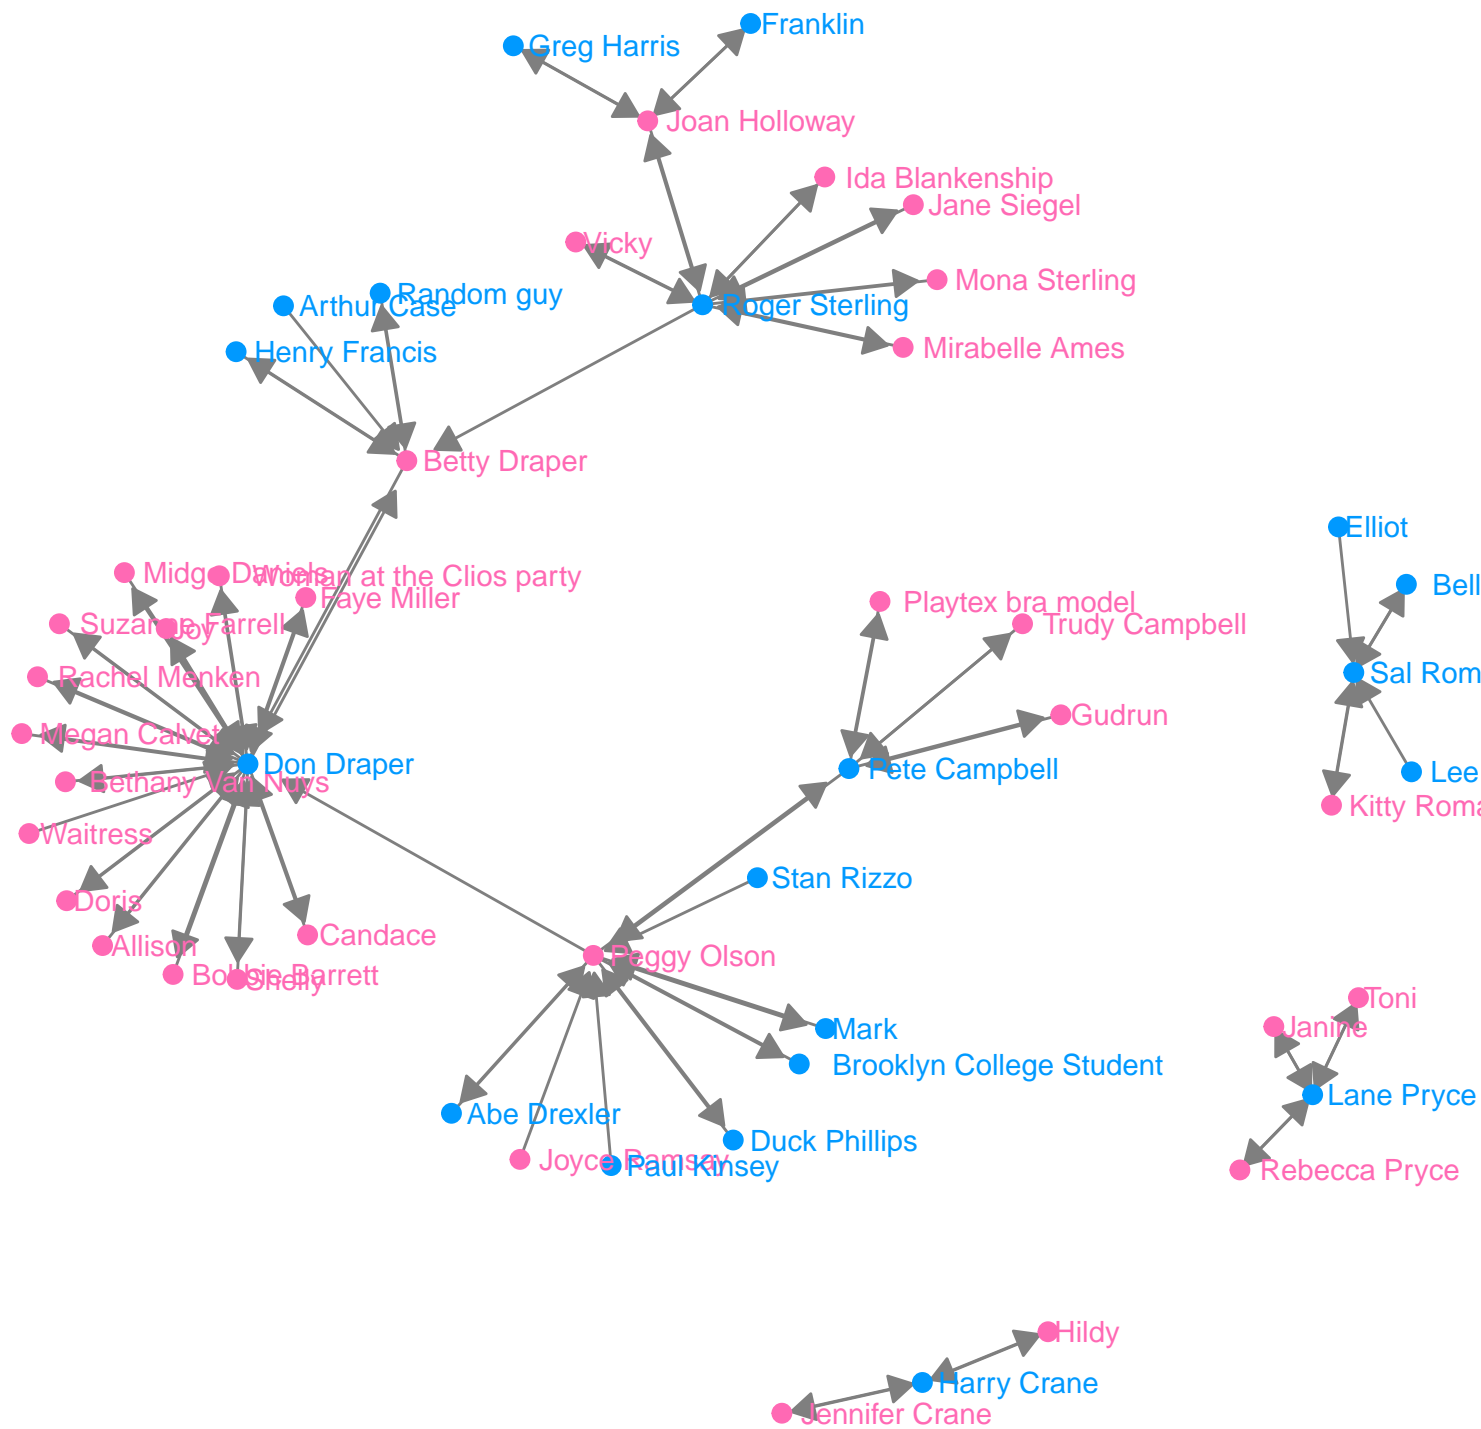 Franklin
Greg Harris
Joan Holloway
Ida Blankenship
Jane Siegel
Vicky
Mona Sterling
Random guy
Arthur Case
Roger Sterling
Mirabelle Ames
Henry Francis
Betty Draper
Elliot
Midge Daniels
Woman at the Clios party
Bell
Faye Miller
Playtex bra model
Suzanne Farrell
Trudy Campbell
Joy
Sal Rom
Rachel Menken
Gudrun
Megan Calvet
Don Draper
Pete Campbell
Lee
Bethany Van Nuys
Kitty Roma
Waitress
Stan Rizzo
Doris
Candace
Allison
Peggy Olson
Bobbie Barrett
Shelly
Toni
Janine
Mark
Brooklyn College Student
Lane Pryce
Abe Drexler
Duck Phillips
Joyce Ramsay
Paul Kinsey
Rebecca Pryce
Hildy
Harry Crane
Jennifer Crane